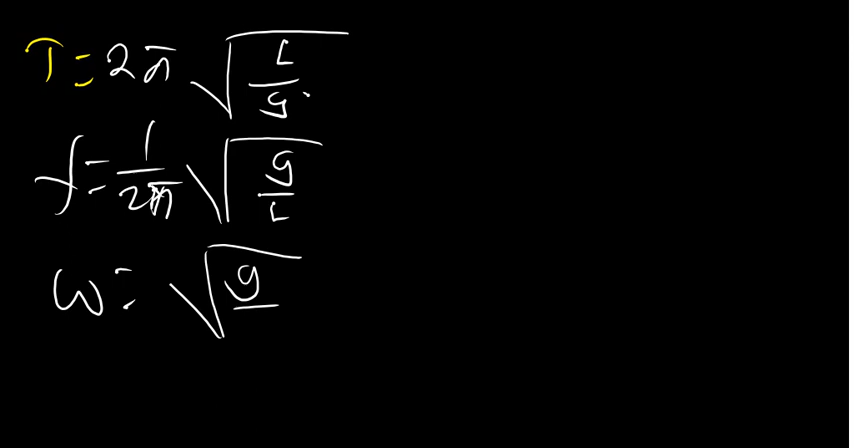 T = 2π √(L/g)
f = 1/2π √(g/L)
ω = √(g/